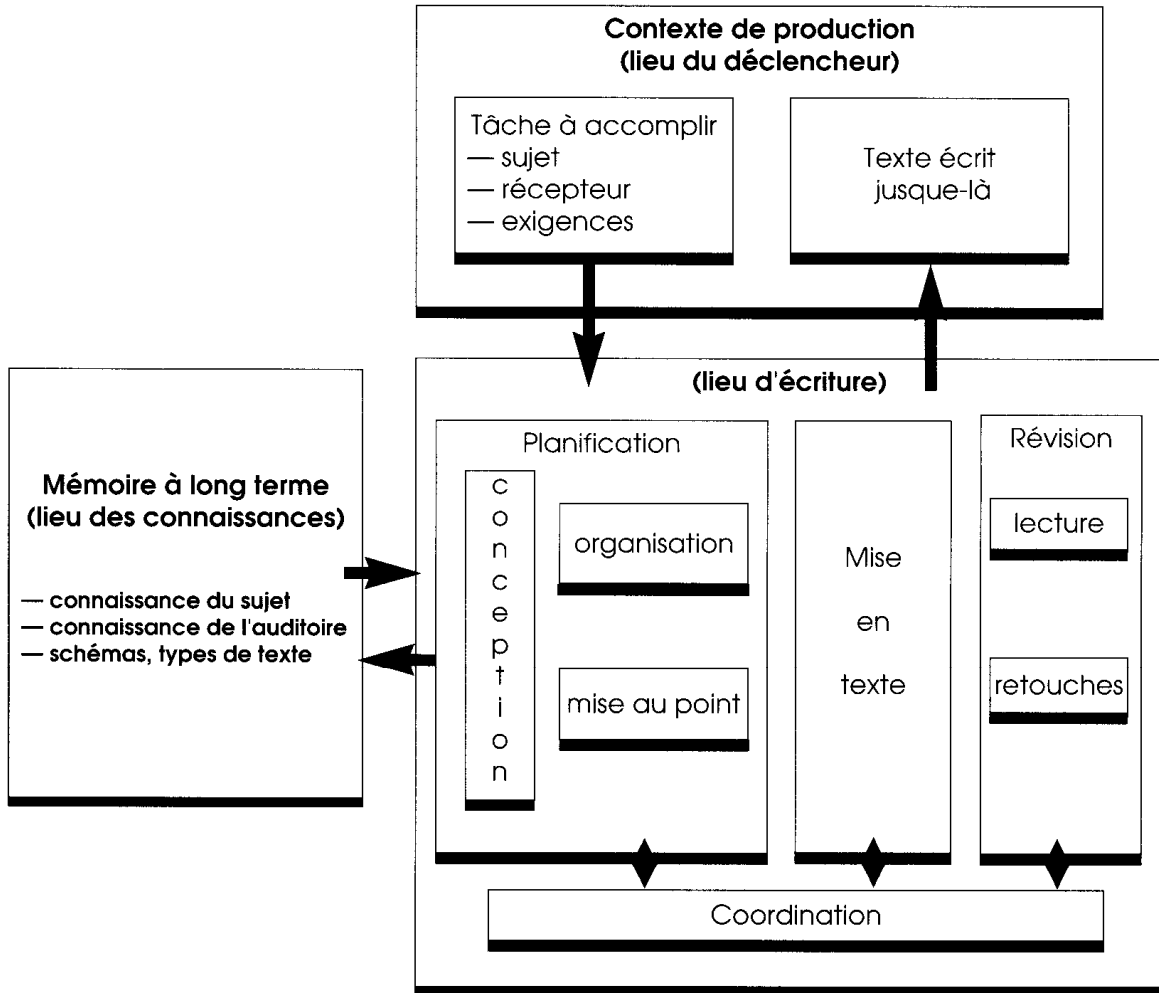 Contexte de production
(lieu du déclencheur)
Tâche à accomplir
— sujet
— récepteur
— exigences
Texte écrit
jusque-là
Mémoire à long terme
(lieu des connaissances)
— connaissance du sujet
— connaissance de l'auditoire
— schémas, types de texte
(lieu d'écriture)
Planification
conception
organisation
mise au point
Mise
en
texte
Révision
lecture
retouches
Coordination